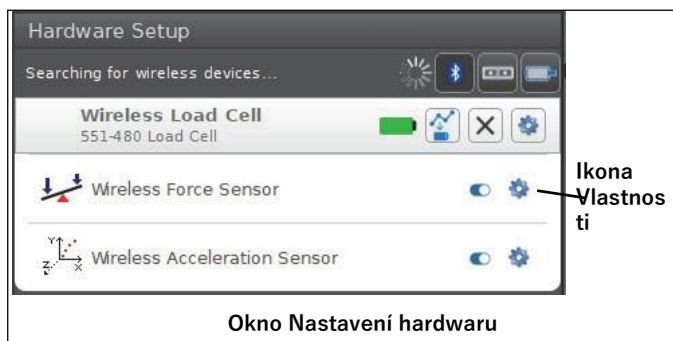 Hardware Setup
Searching for wireless devices...
Wireless Load Cell
551-480 Load Cell
Wireless Force Sensor
Ikona
Vlastnos
ti
Y
Z
X
Wireless Acceleration Sensor
Okno Nastavení hardwaru